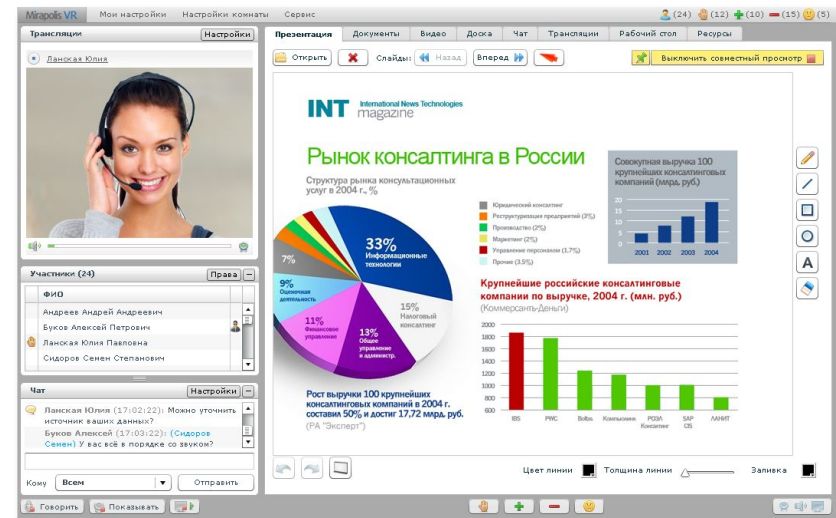 Mirapolis VR Мои настройки Настройки комнаты Сервис (24) (12) (10) (15) (5)
Трансляции Настройки
Ланская Юлия
Участники (24) Права
ФИО
Андреев Андрей Андреевич
Буков Алексей Петрович
Ланская Юлия Павловна
Сидоров Семен Степанович
Чат Настройки
Ланская Юлия (17:02:22): Можно уточнить
источник ваших данных?
Буков Алексей (17:03:22): (Сидоров
Семен) У вас всё в порядке со звуком?
Кому Всем Отправить
Говорить Показывать
Презентация Документы Видео Доска Чат Трансляции Рабочий стол Ресурсы
Открыть Слайды: Назад Вперед Выключить совместный просмотр
INT International News Technologies
magazine
Рынок консалтинга в России
Структура рынка консультационных
услуг в 2004 г., %
33%
Информационные
технологии
15%
Налоговый
консалтинг
13%
Общее
управление
и администр.
11%
Финансовое
управление
9%
Оценочная
деятельность
7%
Юридический консалтинг
Реструктуризация предприятий (3%)
Производство (2%)
Маркетинг (2%)
Управление персоналом (1.7%)
Прочие (3.5%)
Совокупная выручка 100
крупнейших консалтинговых
компаний (млрд. руб.)
20
15
10
5
0
2001 2002 2003 2004
Крупнейшие российские консалтинговые
компании по выручке, 2004 г. (млн. руб.)
(Коммерсантъ-Деньги)
2000
1800
1600
1400
1200
1000
800
600
IBS PWC Boltos РОЭЛ SAP ЛАНИТ
Консалтинг CIS
Рост выручки 100 крупнейших
консалтинговых компаний в 2004 г.
составил 50% и достиг 17,72 млрд. руб.
(РА "Эксперт")
A
Цвет линии Толщина линии Заливка